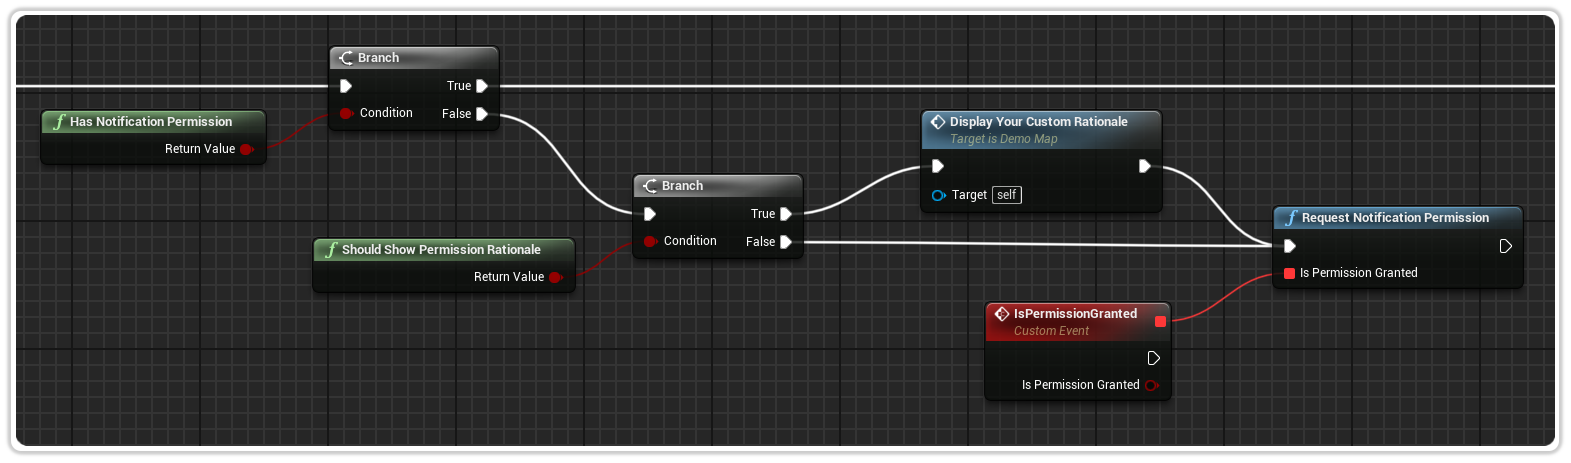 Branch
True
Condition
False
Has Notification Permission
Return Value
Branch
True
Condition
False
Should Show Permission Rationale
Return Value
Display Your Custom Rationale
Target is Demo Map
Target self
Request Notification Permission
Is Permission Granted
IsPermissionGranted
Custom Event
Is Permission Granted